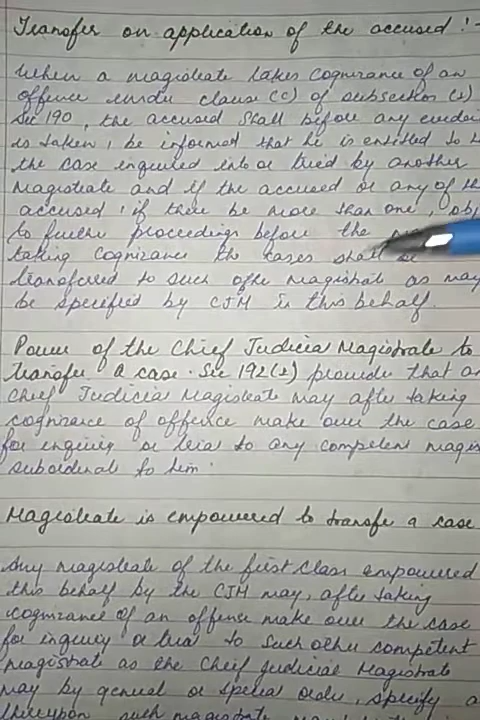 Transfer on application of the accused :-
When a magistrate takes cognizance of an
offence under clause (c) of subsection (1)
Sec 190, the accused shall before any eviden
is taken, be informed that he is entitled to h
the case enquired into or tried by another
magistrate and if the accused or any of th
accused, if there be more than one, obj
to further proceedings before the ma
taking cognizance the cases shall be
transferred to such other magistrate as may
be specified by CJM in this behalf.
Power of the Chief Judicial Magistrate to
transfer a case. Sec 192(1) provide that an
Chief Judicial Magistrate may after taking
cognizance of offence make over the case
for enquiry or trial to any competent magis
subordinate to him.
Magistrate is empowered to transfer a case
Any magistrate of the first class empowered
this behalf by the CJM may, after taking
cognizance of an offense make over the case
for inquiry or trial to such other competent
magistrate as the Cheif Judicial Magistrate
may by general or special order, specify a
thereupon such magistrate may